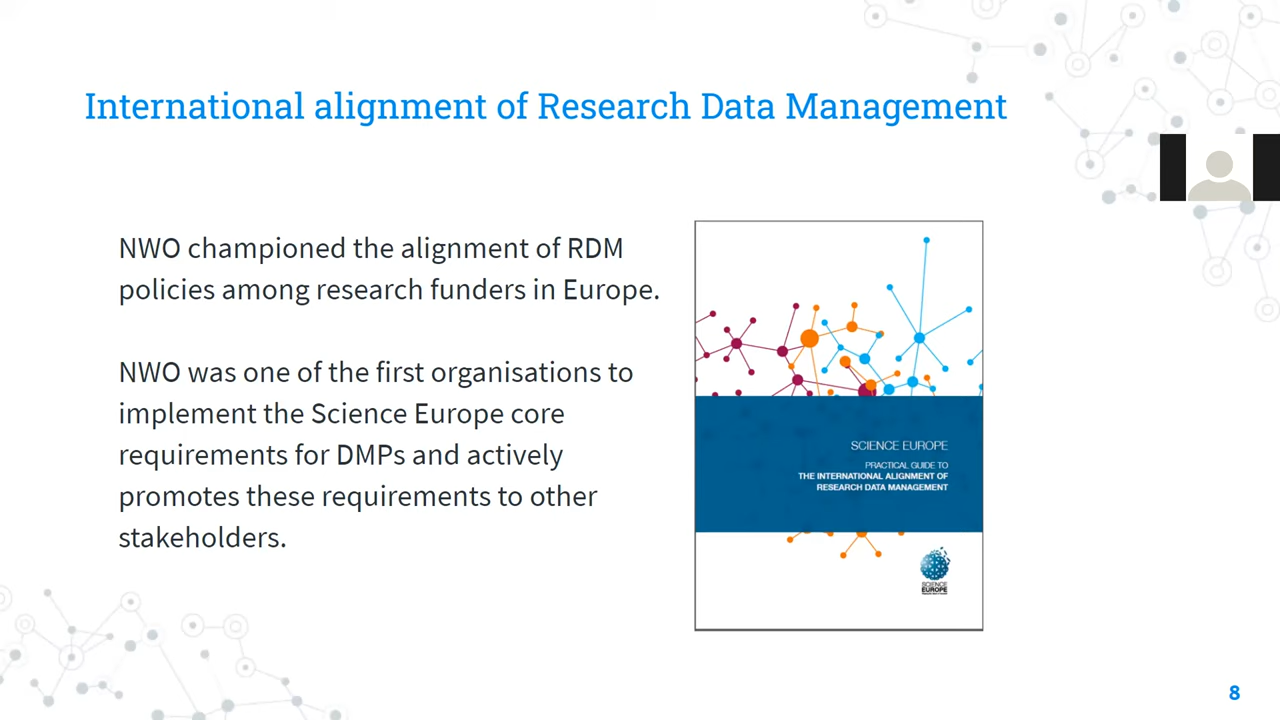 International alignment of Research Data Management
NWO championed the alignment of RDM
policies among research funders in Europe.
NWO was one of the first organisations to
implement the Science Europe core
requirements for DMPs and actively
promotes these requirements to other
stakeholders.
SCIENCE EUROPE
PRACTICAL GUIDE TO
THE INTERNATIONAL ALIGNMENT OF
RESEARCH DATA MANAGEMENT
SCIENCE
EUROPE
8